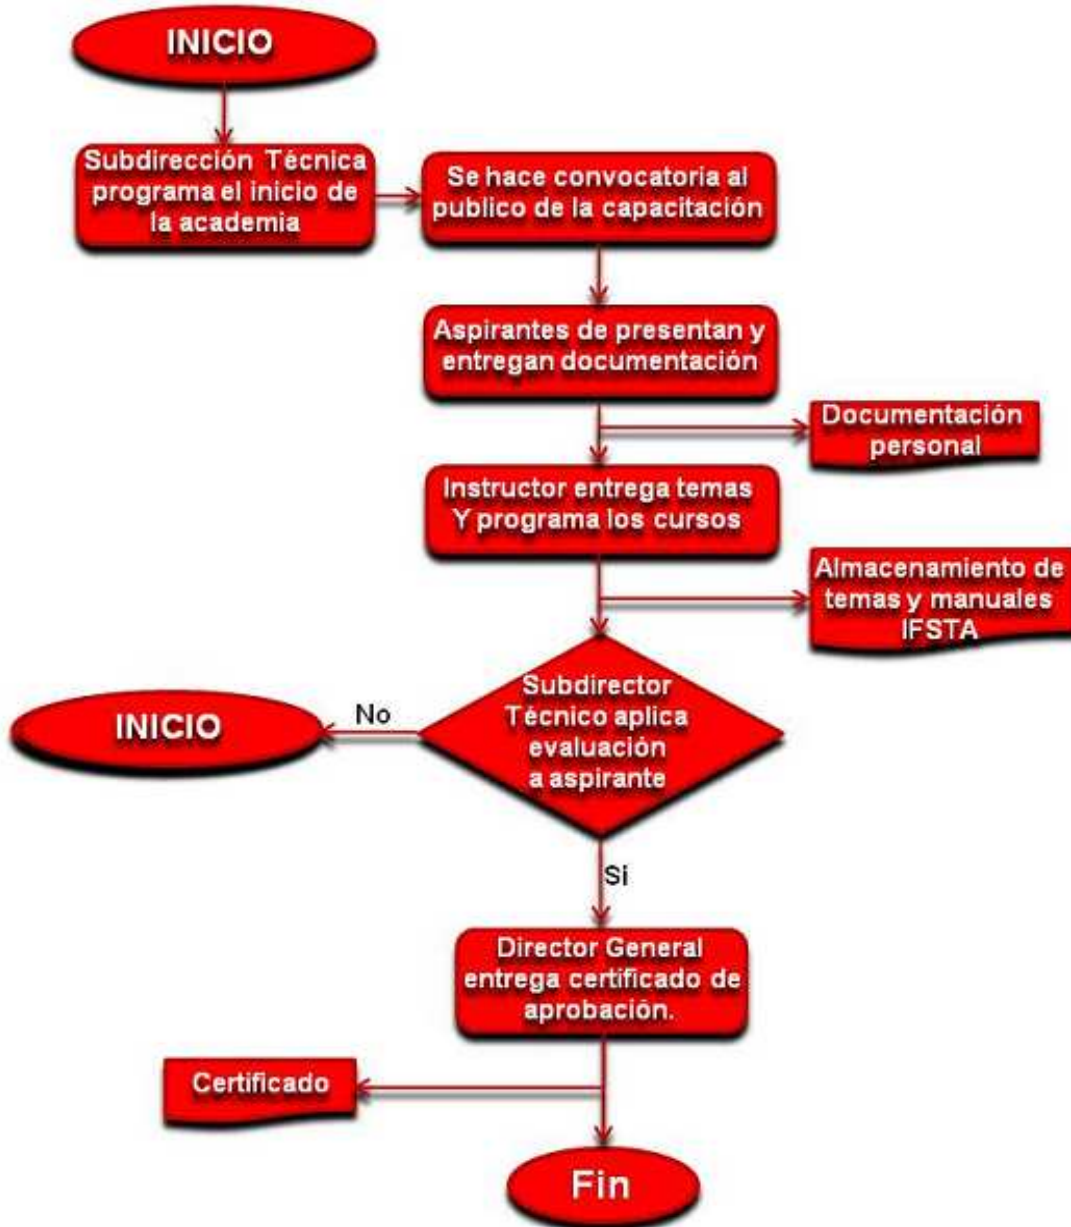 INICIO
Subdirección Técnica
programa el inicio de
la academia
Se hace convocatoria al
publico de la capacitación
Aspirantes de presentan y
entregan documentación
Documentación
personal
Instructor entrega temas
Y programa los cursos
Almacenamiento de
temas y manuales
IFSTA
Subdirector
Técnico aplica
evaluación
a aspirante
No
INICIO
Si
Director General
entrega certificado de
aprobación.
Certificado
Fin